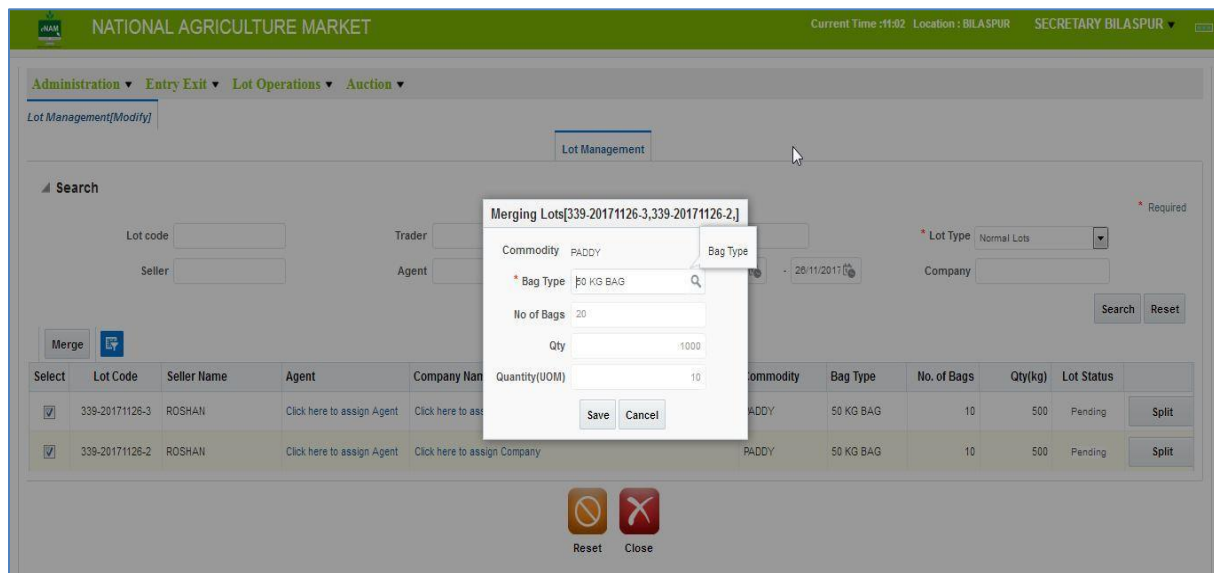 eNAM NATIONAL AGRICULTURE MARKET Current Time :11:02 Location : BILASPUR SECRETARY BILASPUR
Administration Entry Exit Lot Operations Auction
Lot Management[Modify]
Lot Management
Search
* Required
Lot code Trader * Lot Type Normal Lots
Seller Agent - 26/11/2017 Company
Search Reset
Merging Lots[339-20171126-3,339-20171126-2,]
Commodity PADDY
Bag Type
* Bag Type 50 KG BAG
No of Bags 20
Qty 1000
Quantity(UOM) 10
Save Cancel
Merge
Select Lot Code Seller Name Agent Company Nam ommodity Bag Type No. of Bags Qty(kg) Lot Status
339-20171126-3 ROSHAN Click here to assign Agent Click here to ass ADDY 50 KG BAG 10 500 Pending Split
339-20171126-2 ROSHAN Click here to assign Agent Click here to assign Company PADDY 50 KG BAG 10 500 Pending Split
Reset Close